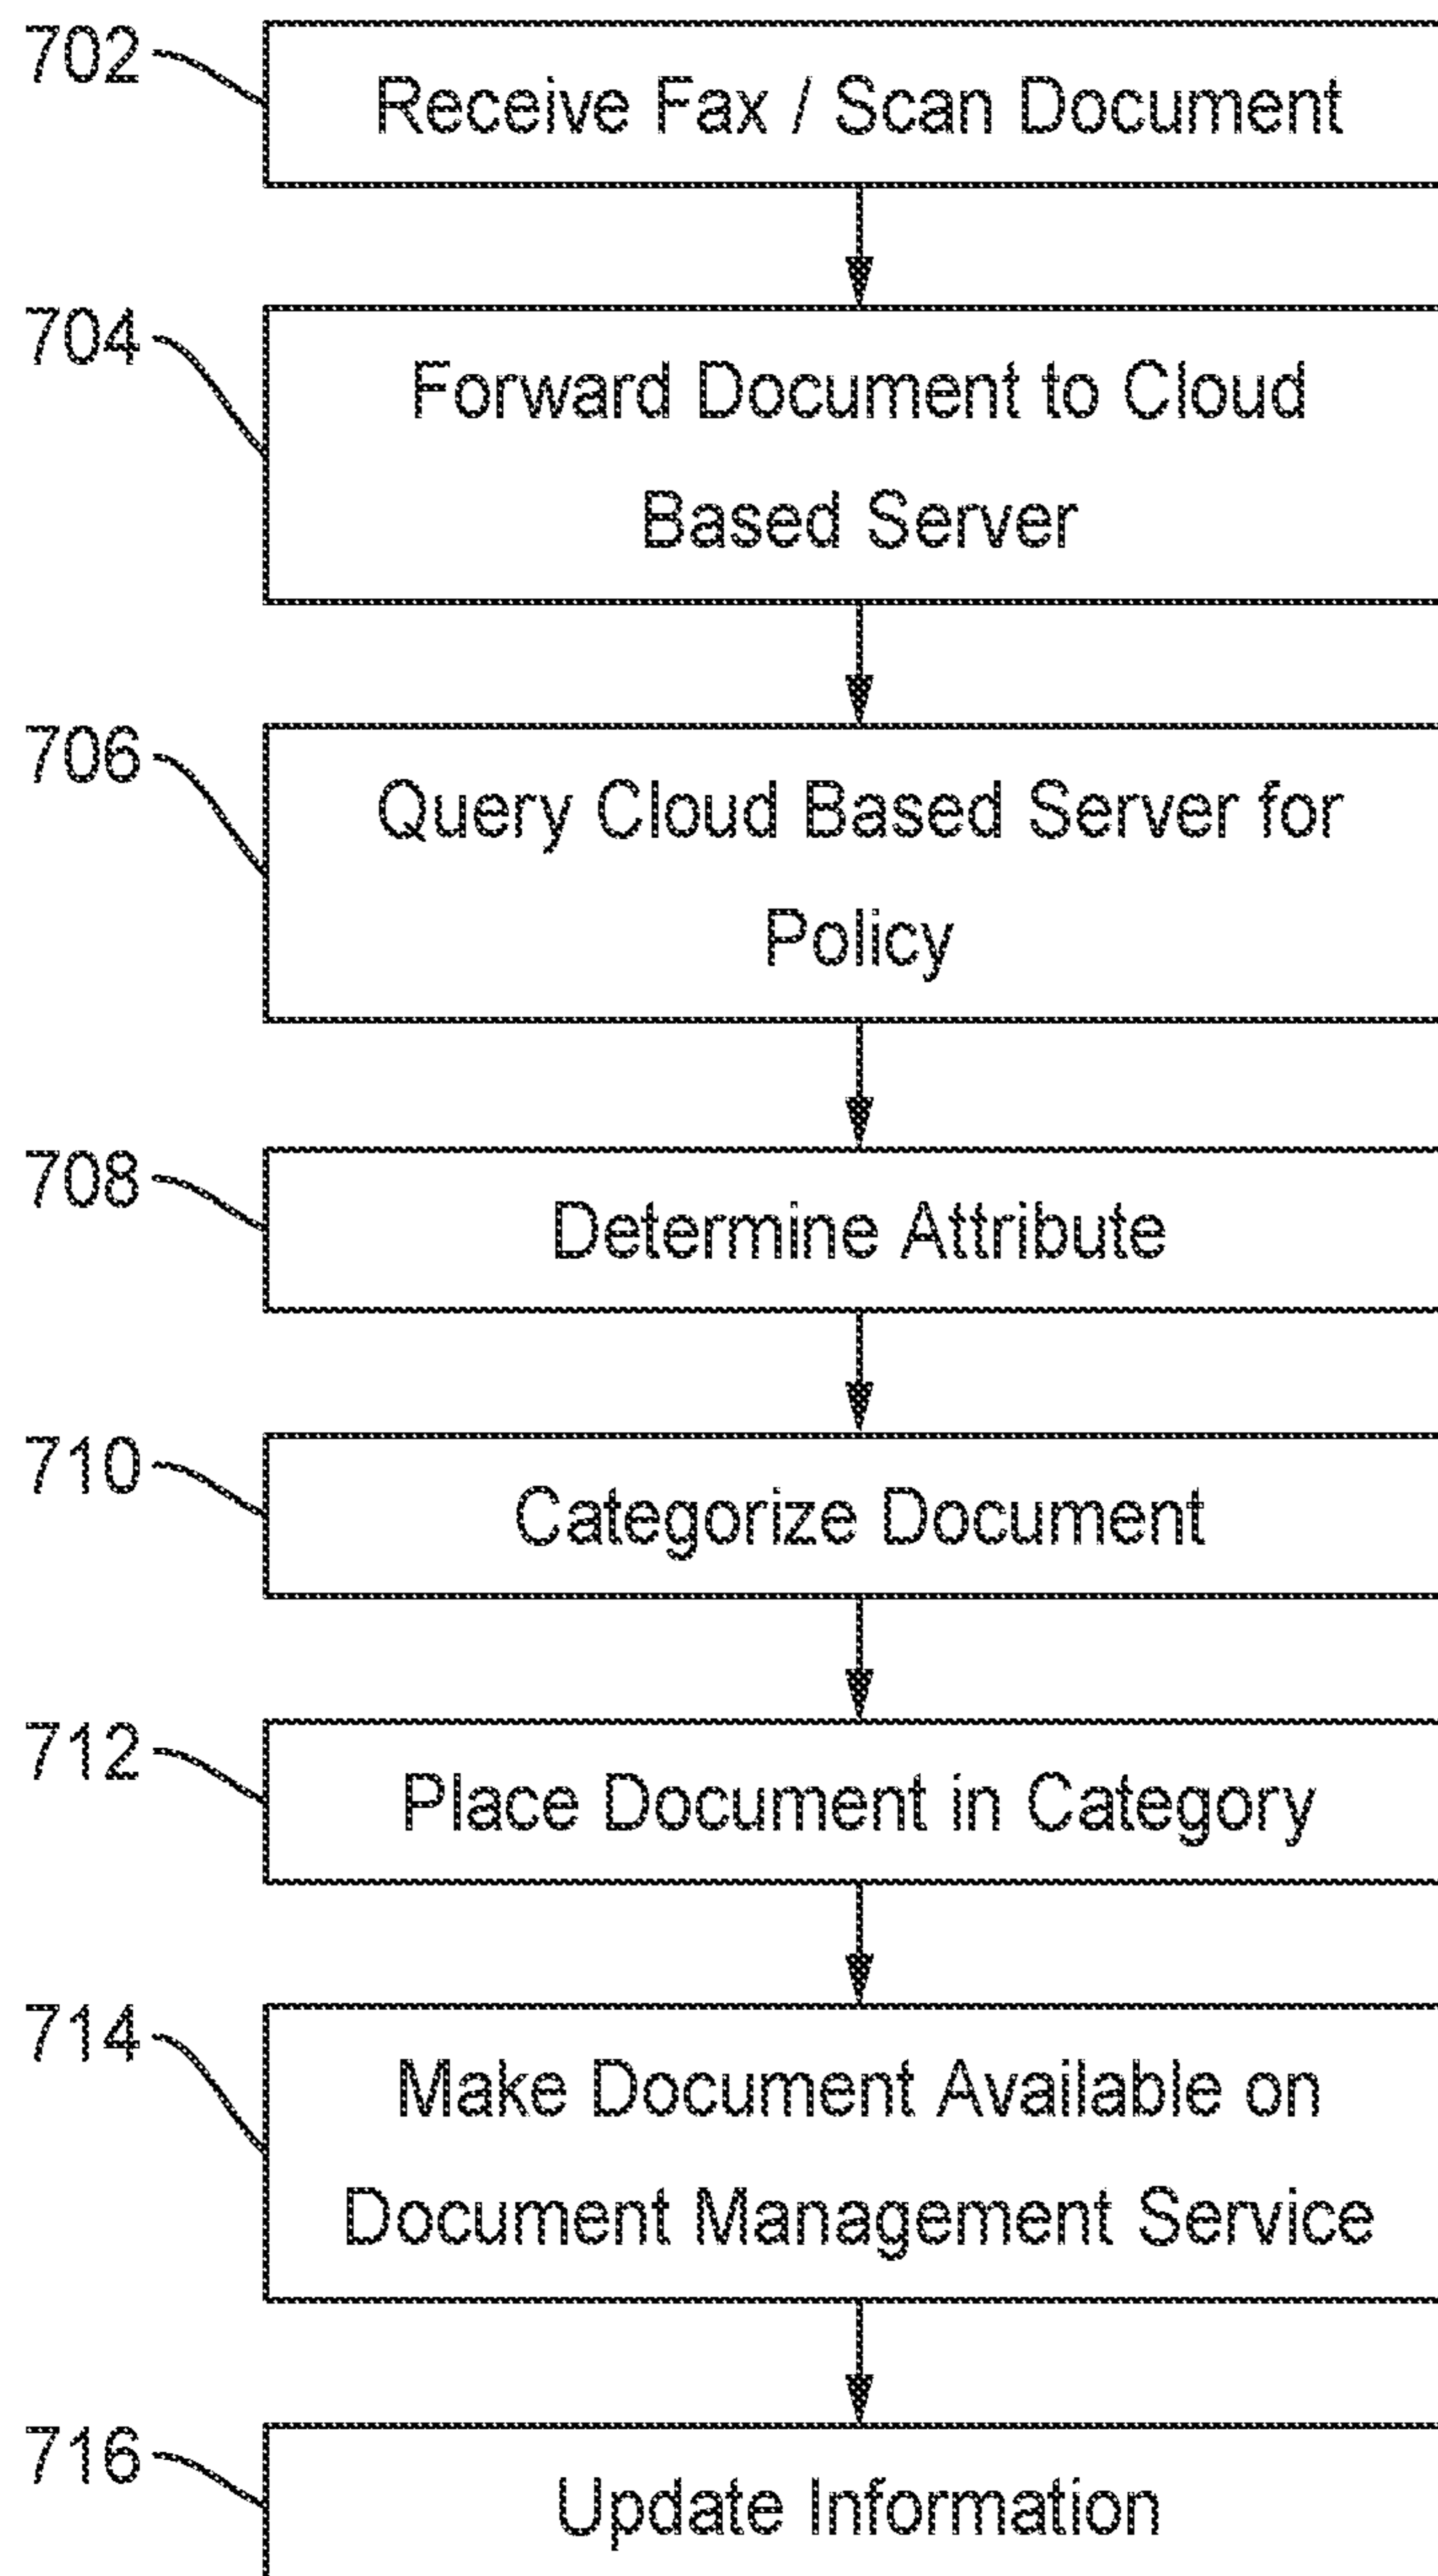 702
Receive Fax / Scan Document
704
Forward Document to Cloud
Based Server
706
Query Cloud Based Server for
Policy
708
Determine Attribute
710
Categorize Document
712
Place Document in Category
714
Make Document Available on
Document Management Service
716
Update Information